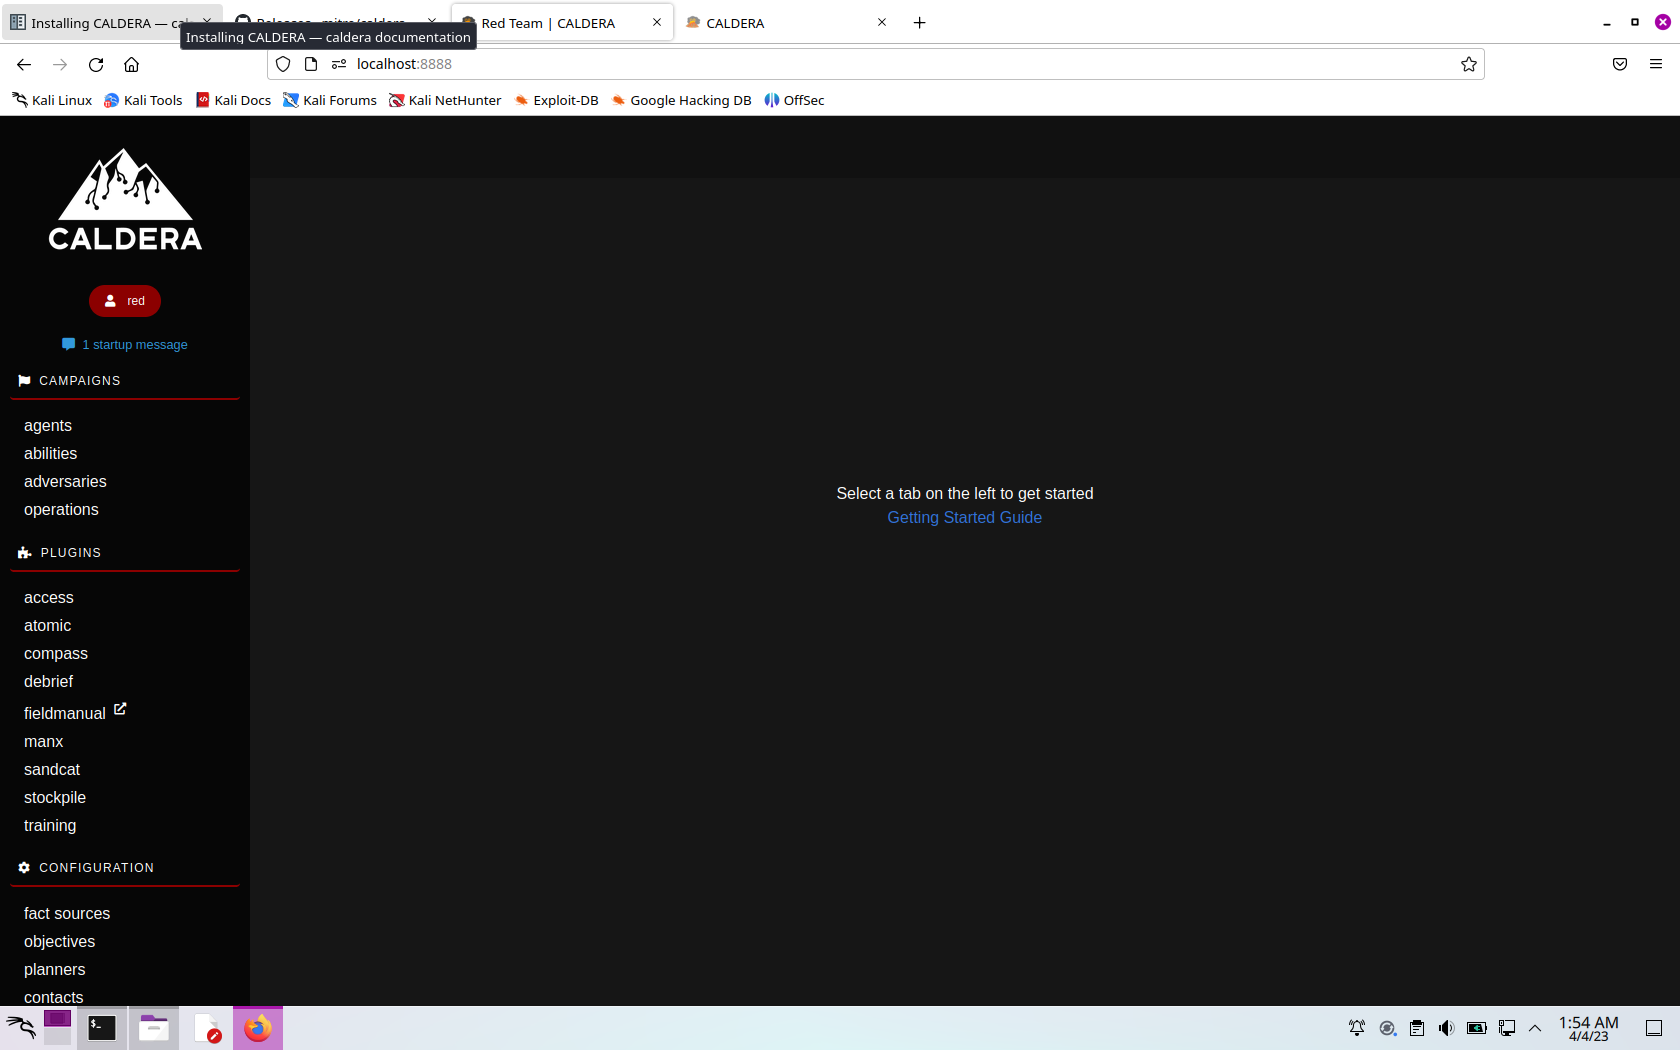 Installing CALDERA — cal
Red Team | CALDERA
CALDERA
Installing CALDERA — caldera documentation
localhost:8888
Kali Linux
Kali Tools
Kali Docs
Kali Forums
Kali NetHunter
Exploit-DB
Google Hacking DB
OffSec
CALDERA
red
1 startup message
CAMPAIGNS
agents
abilities
adversaries
operations
PLUGINS
access
atomic
compass
debrief
fieldmanual
manx
sandcat
stockpile
training
CONFIGURATION
fact sources
objectives
planners
contacts
Select a tab on the left to get started
Getting Started Guide
$-
1:54 AM
4/4/23